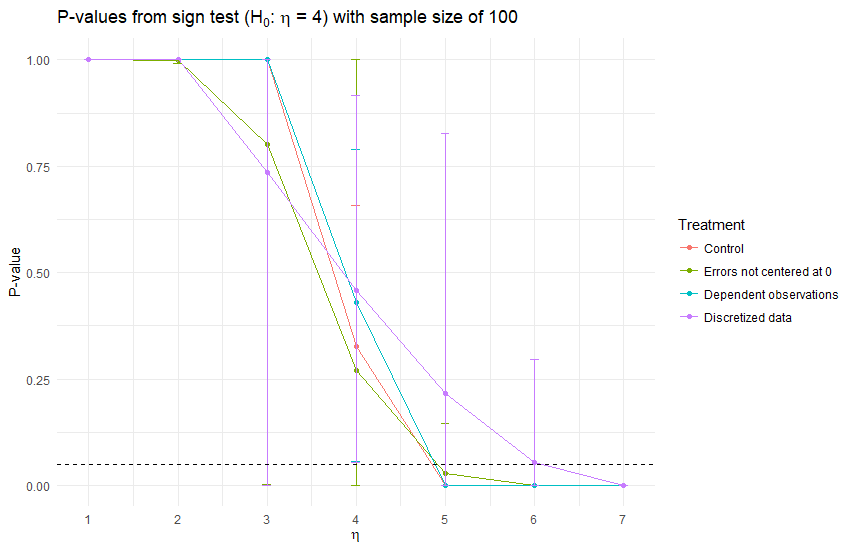 P-values from sign test (H₀: η = 4) with sample size of 100
P-value
1.00
0.75
0.50
0.25
0.00
1 2 3 4 5 6 7
η
Treatment
Control
Errors not centered at 0
Dependent observations
Discretized data